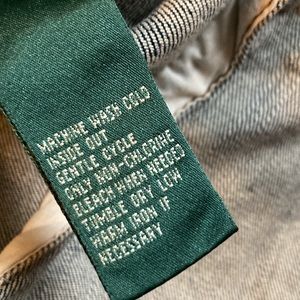 MACHINE WASH COLD
INSIDE OUT
GENTLE CYCLE
ONLY NON-CHLORINE
BLEACH WHEN NEEDED
TUMBLE DRY LOW
WARM IRON IF
NECESSARY